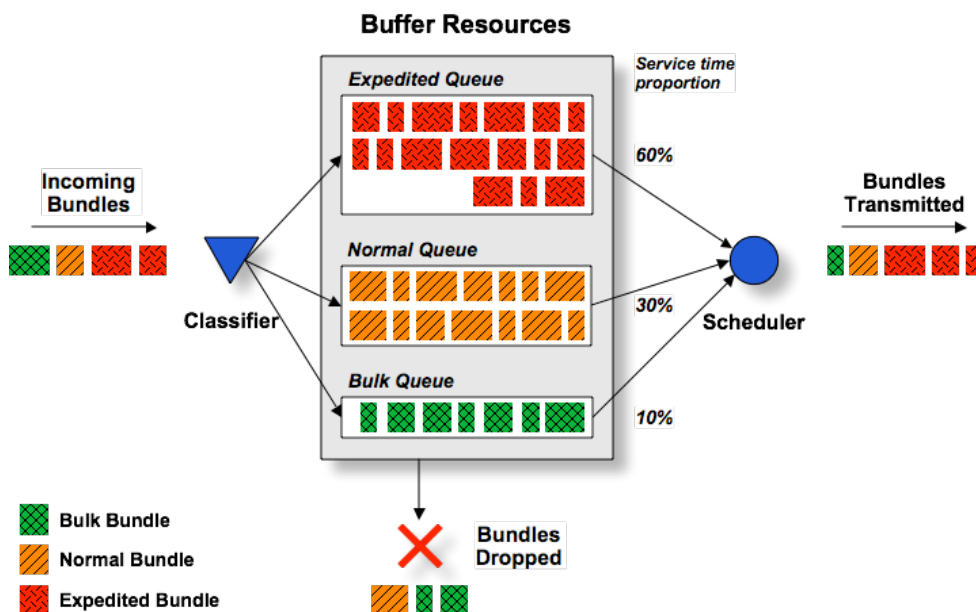 Buffer Resources
Service time
proportion
Expedited Queue
60%
Incoming
Bundles
Bundles
Transmitted
Normal Queue
Classifier
30%
Scheduler
Bulk Queue
10%
Bulk Bundle
Normal Bundle
Expedited Bundle
Bundles
Dropped